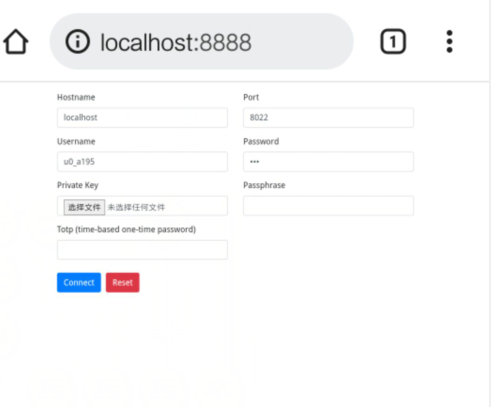 localhost:8888
1
Hostname
Port
localhost
8022
Username
Password
u0_a195
•••
Private Key
Passphrase
选择文件 未选择任何文件
Totp (time-based one-time password)
Connect Reset